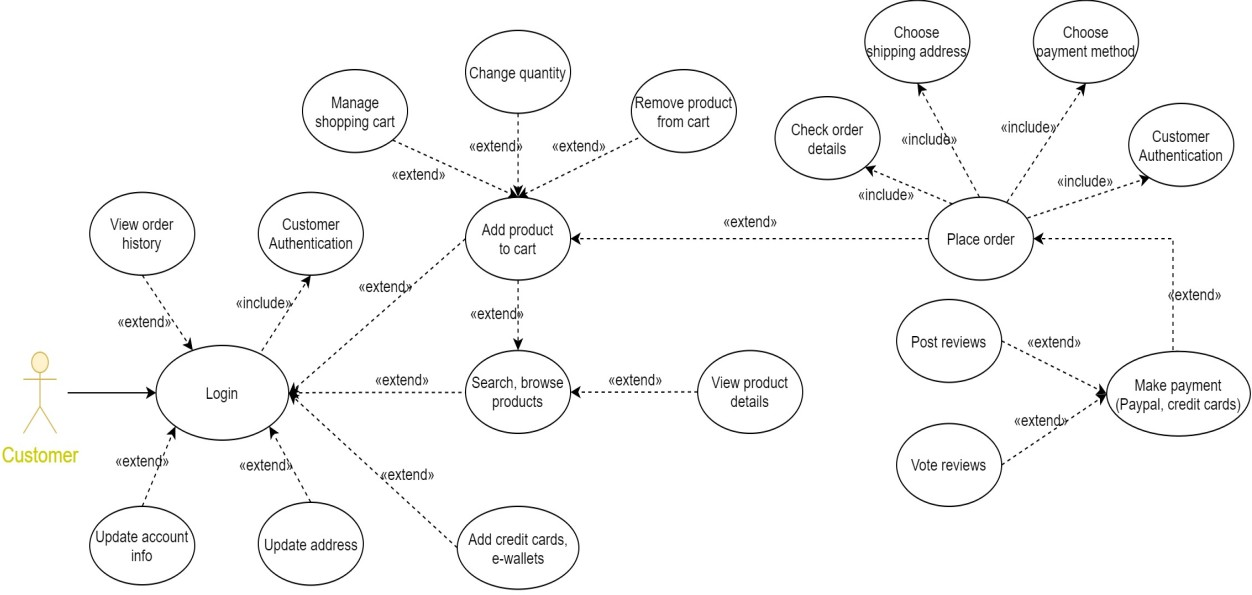 Choose
shipping address
Choose
payment method
Change quantity
Manage
shopping cart
Remove product
from cart
Check order
details
Customer
Authentication
«include»
«include»
«extend»
«extend»
«extend»
«include»
«include»
View order
history
Customer
Authentication
Add product
to cart
«extend»
Place order
«extend»
«include»
«extend»
«extend»
«extend»
Post reviews
«extend»
Customer
Login
«extend»
Search, browse
products
«extend»
View product
details
Make payment
(Paypal, credit cards)
«extend»
«extend»
«extend»
«extend»
Vote reviews
Update account
info
Update address
Add credit cards,
e-wallets